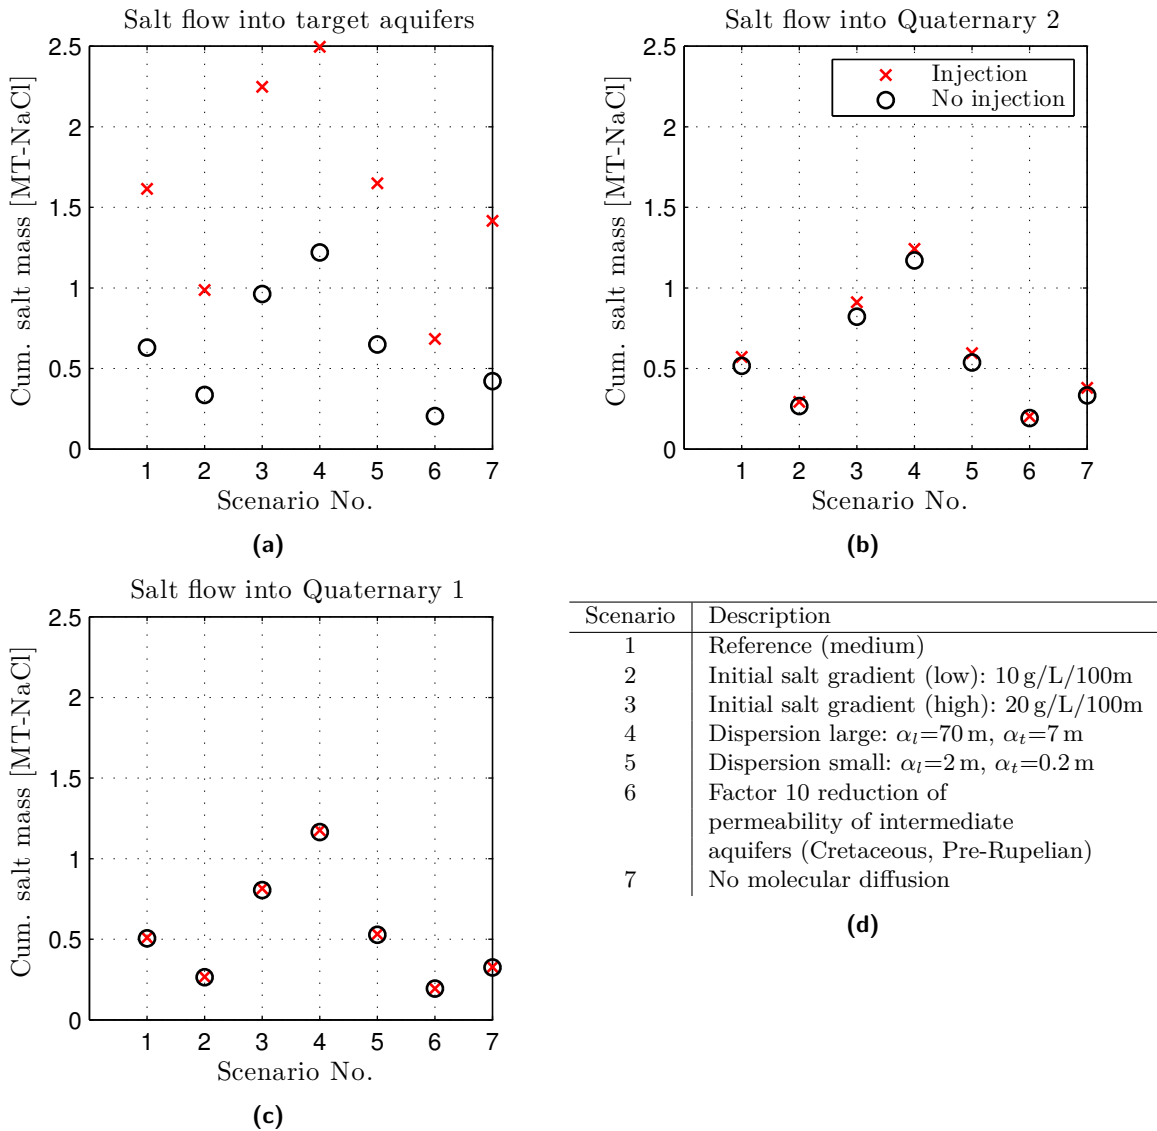 Salt flow into target aquifers
Cum. salt mass [MT-NaCl]
2.5
2
1.5
1
0.5
0
1 2 3 4 5 6 7
Scenario No.
(a)
Salt flow into Quaternary 2
Cum. salt mass [MT-NaCl]
2.5
2
1.5
1
0.5
0
Injection
No injection
1 2 3 4 5 6 7
Scenario No.
(b)
Salt flow into Quaternary 1
Cum. salt mass [MT-NaCl]
2.5
2
1.5
1
0.5
0
1 2 3 4 5 6 7
Scenario No.
(c)
Scenario Description
1 Reference (medium)
2 Initial salt gradient (low): 10 g/L/100m
3 Initial salt gradient (high): 20 g/L/100m
4 Dispersion large: αl=70 m, αt=7 m
5 Dispersion small: αl=2 m, αt=0.2 m
6 Factor 10 reduction of
permeability of intermediate
aquifers (Cretaceous, Pre-Rupelian)
7 No molecular diffusion
(d)